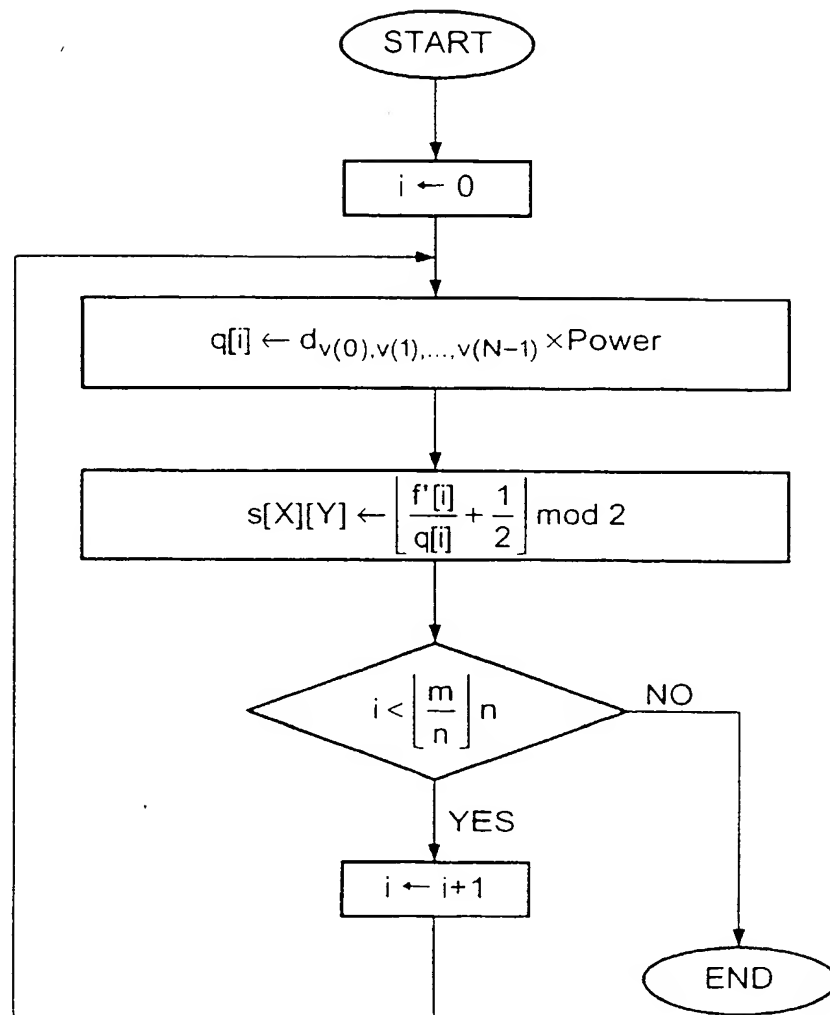 START
i ← 0
q[i] ← d_{v(0),v(1),...,v(N−1)} ×Power
s[X][Y] ← ⌊ f'[i] / q[i] + 1 / 2 ⌋ mod 2
i < ⌊ m / n ⌋ n
NO
YES
i ← i+1
END